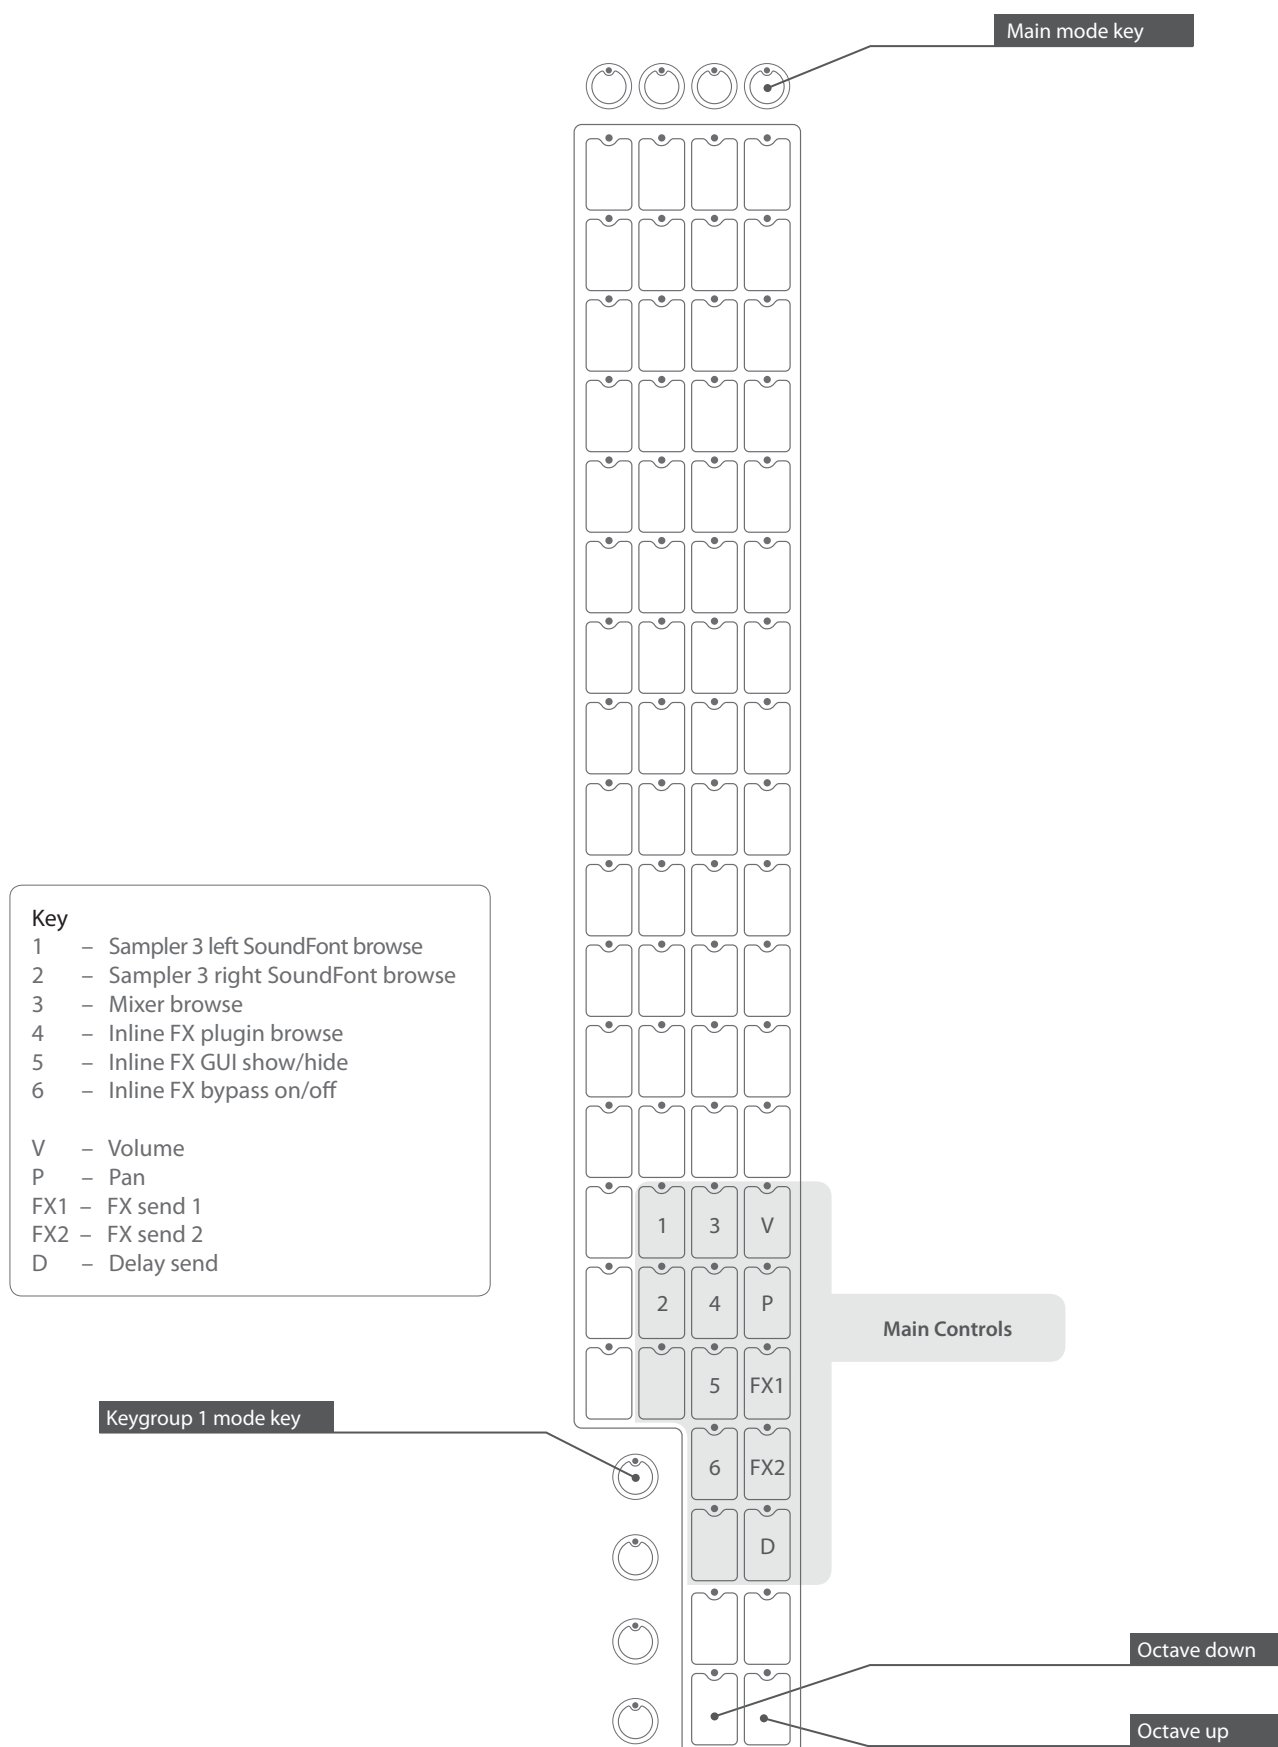 Main mode key
Key
1 – Sampler 3 left SoundFont browse
2 – Sampler 3 right SoundFont browse
3 – Mixer browse
4 – Inline FX plugin browse
5 – Inline FX GUI show/hide
6 – Inline FX bypass on/off
V – Volume
P – Pan
FX1 – FX send 1
FX2 – FX send 2
D – Delay send
1 3 V
2 4 P
Main Controls
5 FX1
Keygroup 1 mode key
6 FX2
D
Octave down
Octave up